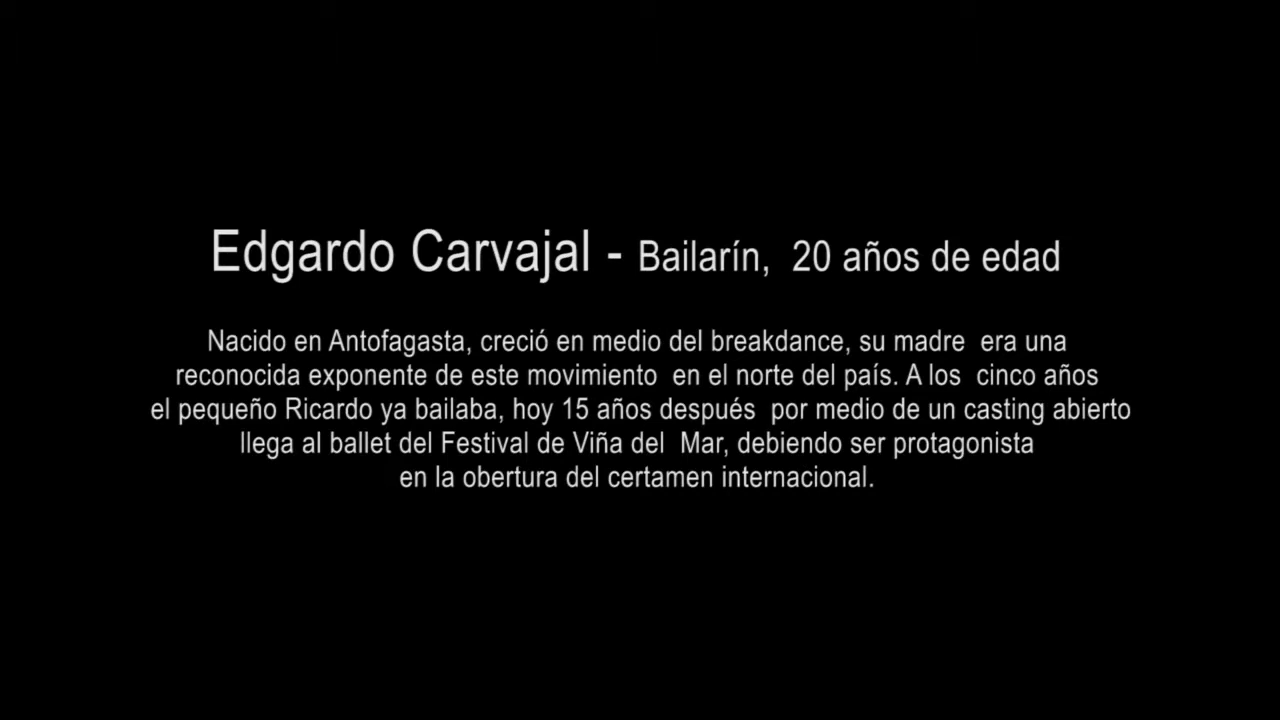 Edgardo Carvajal - Bailarín, 20 años de edad
Nacido en Antofagasta, creció en medio del breakdance, su madre era una
reconocida exponente de este movimiento en el norte del país. A los cinco años
el pequeño Ricardo ya bailaba, hoy 15 años después por medio de un casting abierto
llega al ballet del Festival de Viña del Mar, debiendo ser protagonista
en la obertura del certamen internacional.